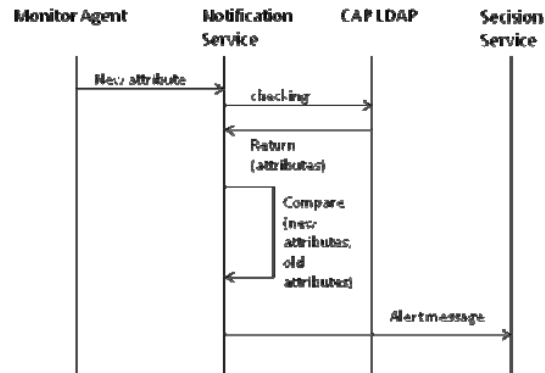 Monitor Agent
Notification
Service
CAP LDAP
Secision
Service
New attribute
checking
Return
(attributes)
Compare
(new
attributes,
old
attributes)
Alert message